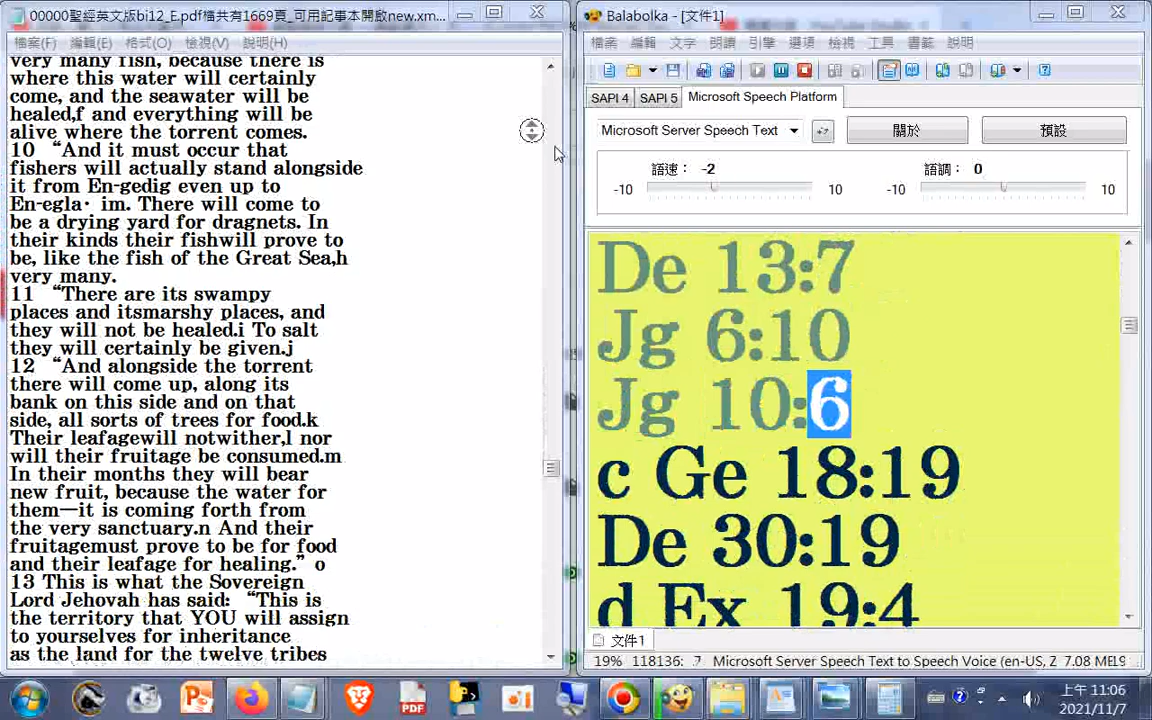 00000聖經英文文版bi12_E.pdf檔共有1669頁_可用記事本開啟new.xm...
檔案(F) 編輯(E) 格式(O) 檢視(V) 說明(H)
very many fish, because there is
where this water will certainly
come, and the seawater will be
healed,f and everything will be
alive where the torrent comes.
10 “And it must occur that
fishers will actually stand alongside
it from En-gedig even up to
En-egla· im. There will come to
be a drying yard for dragnets. In
their kinds their fishwill prove to
be, like the fish of the Great Sea,h
very many.
11 “There are its swampy
places and itsmarshy places, and
they will not be healed.i To salt
they will certainly be given.j
12 “And alongside the torrent
there will come up, along its
bank on this side and on that
side, all sorts of trees for food.k
Their leafagewill notwither,l nor
will their fruitage be consumed.m
In their months they will bear
new fruit, because the water for
them—it is coming forth from
the very sanctuary.n And their
fruitagemust prove to be for food
and their leafage for healing.” o
13 This is what the Sovereign
Lord Jehovah has said: “This is
the territory that YOU will assign
to yourselves for inheritance
as the land for the twelve tribes
Balabolka - [文件1]
檔案 編輯 文字 朗讀 引擎 選項 檢視 工具 書籤 說明
SAPI 4 SAPI 5 Microsoft Speech Platform
Microsoft Server Speech Text 關於 預設
語速: -2 語調: 0
-10 10 -10 10
De 13:7
Jg 6:10
Jg 10:6
c Ge 18:19
De 30:19
d Ex 19:4
文件1
19% 118136: 7 Microsoft Server Speech Text to Speech Voice (en-US, Z 7.08 ME
上午 11:06
2021/11/7